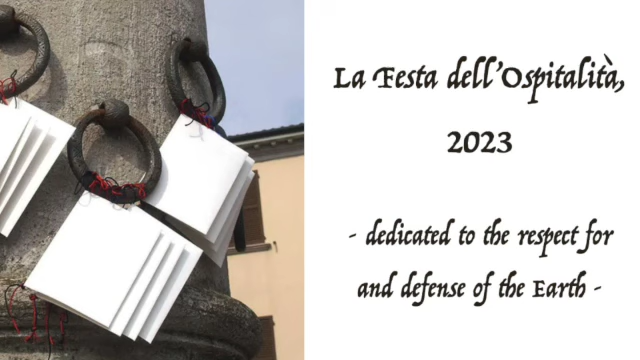 La Festa dell'Ospitalità,
2023
- dedicated to the respect for
and defense of the Earth -